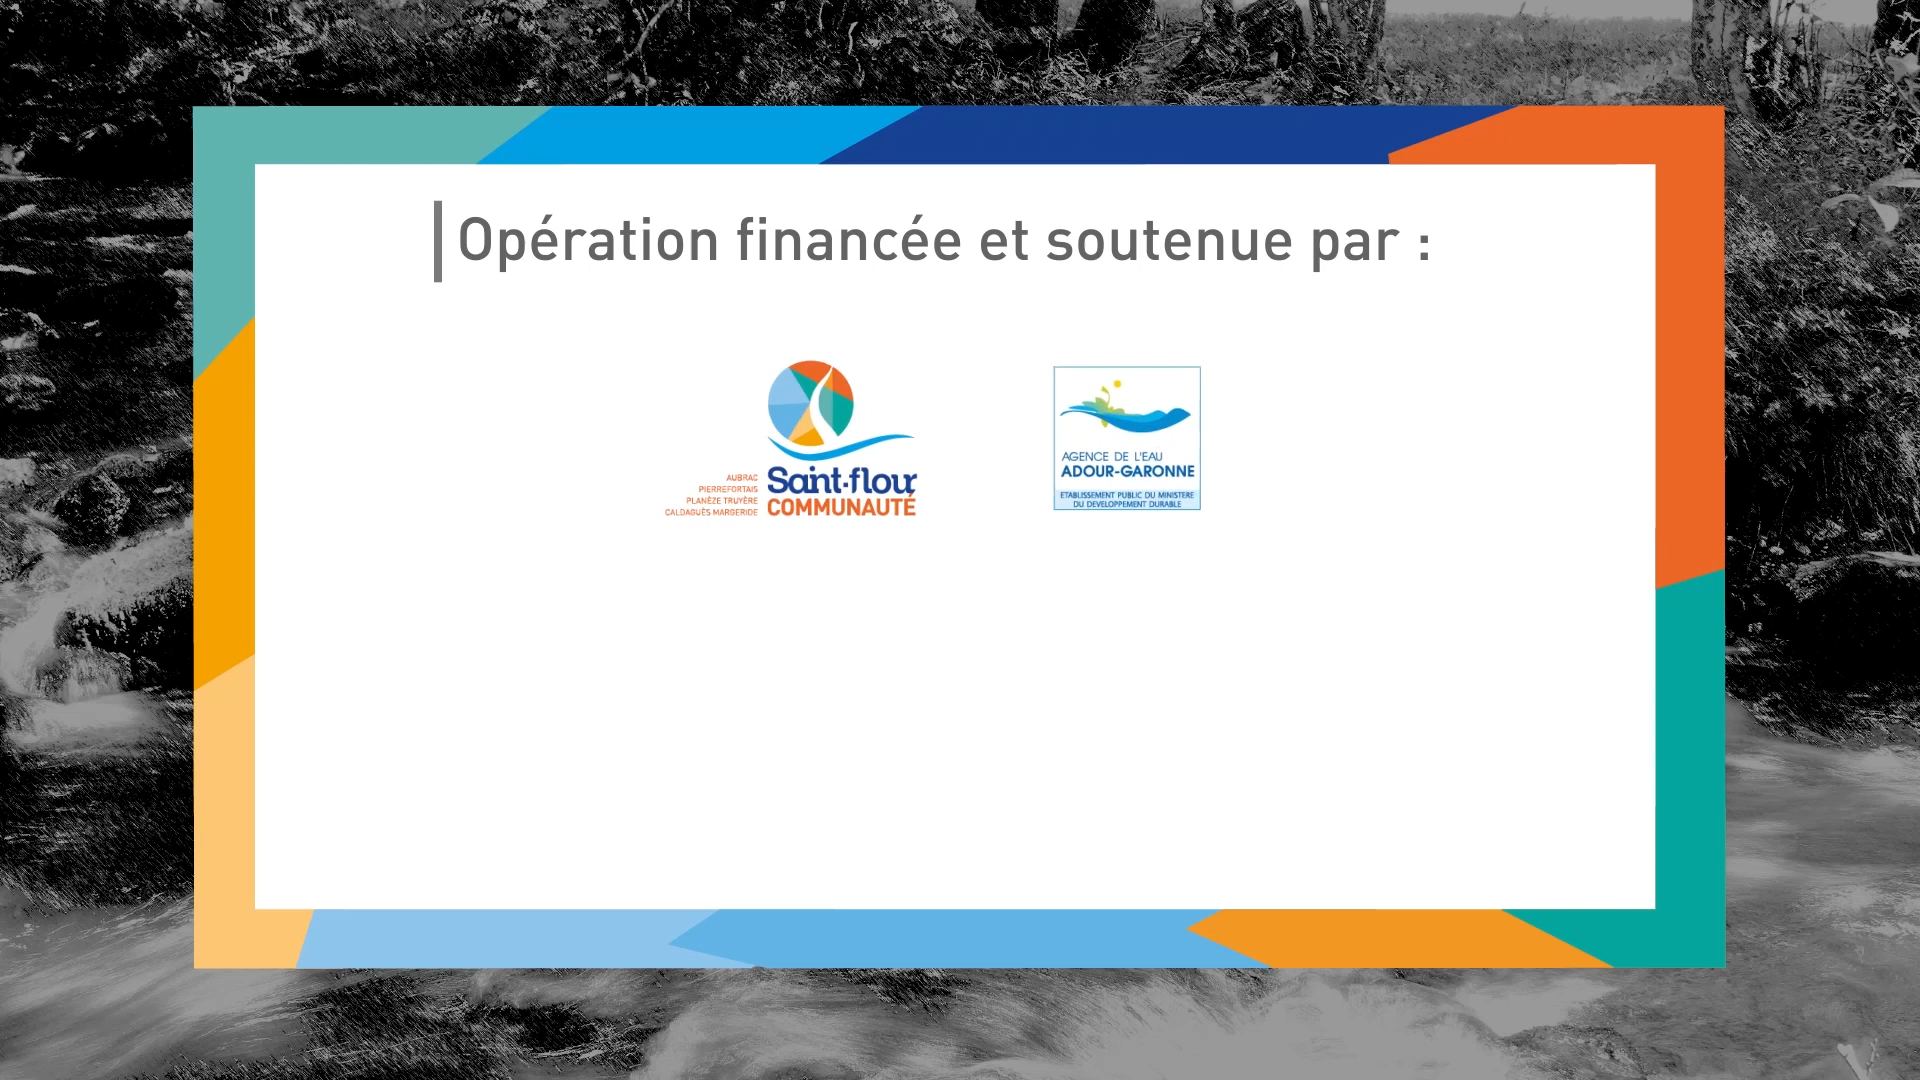 Opération financée et soutenue par :
AUBRAC
PIERREFORTAIS
PLANÈZE TRUYÈRE
CALDAGUÈS MARGERIDE
Saint-flour
COMMUNAUTÉ
AGENCE DE L'EAU
ADOUR-GARONNE
ETABLISSEMENT PUBLIC DU MINISTERE
DU DEVELOPPEMENT DURABLE